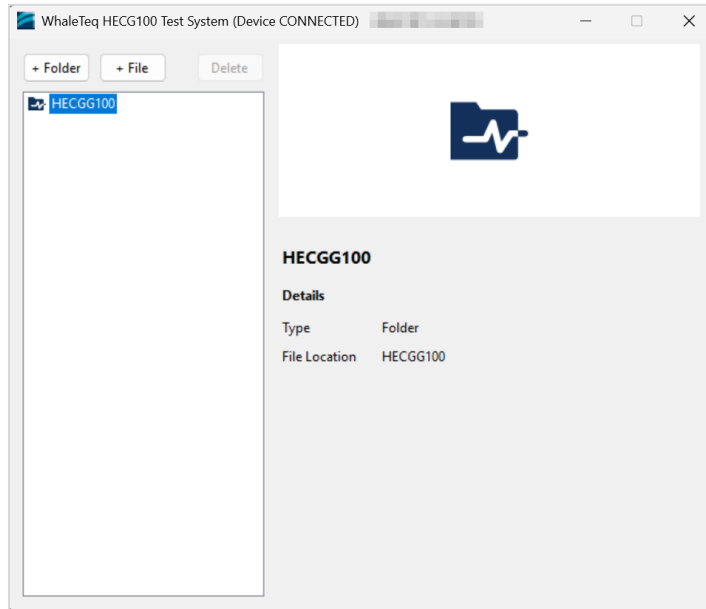 WhaleTeq HECG100 Test System (Device CONNECTED)
+ Folder + File Delete
HECGG100
HECGG100
Details
Type Folder
File Location HECGG100